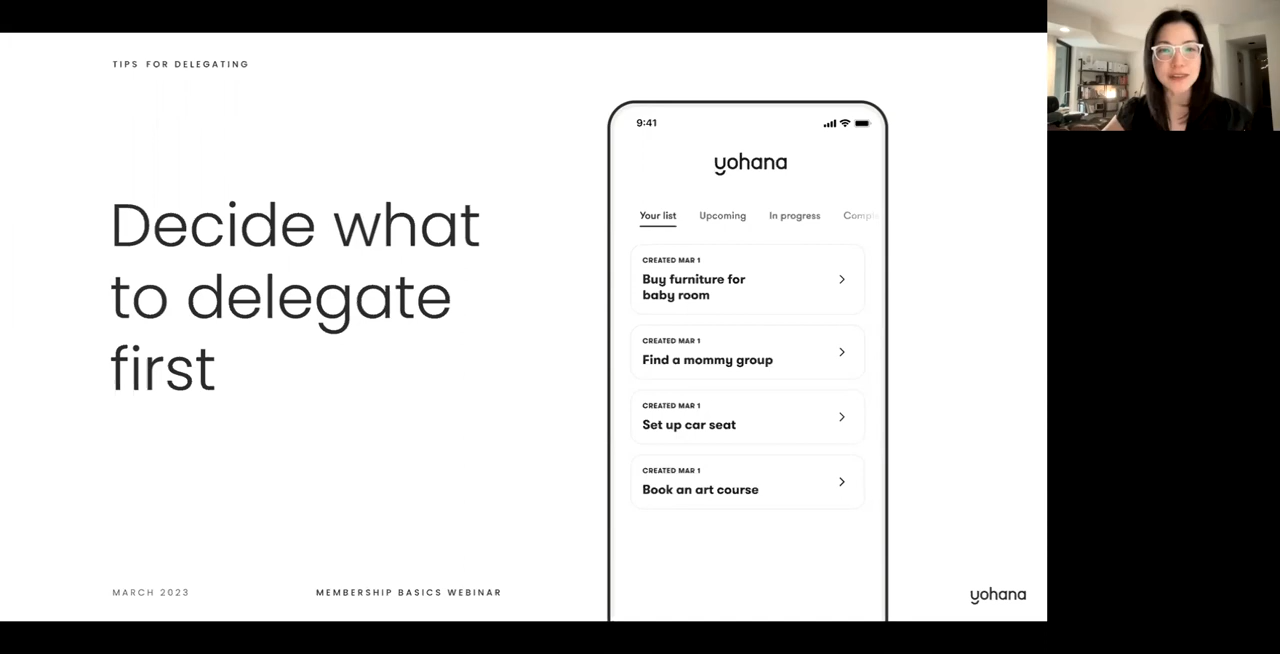 TIPS FOR DELEGATING
Decide what
to delegate
first
9:41
yohana
Your list Upcoming In progress Comple
CREATED MAR 1
Buy furniture for
baby room
CREATED MAR 1
Find a mommy group
CREATED MAR 1
Set up car seat
CREATED MAR 1
Book an art course
MARCH 2023 MEMBERSHIP BASICS WEBINAR
yohana